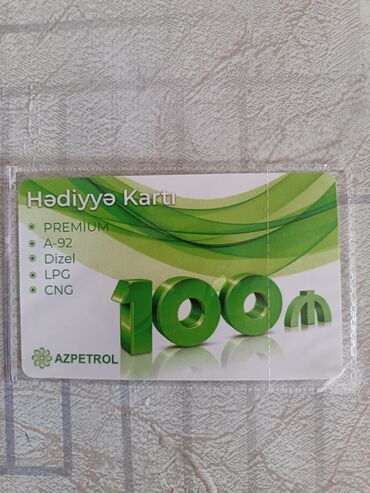 Hədiyyə Kartı
• PREMIUM
• A-92
• Dizel
• LPG
• CNG
100₼
AZPETROL